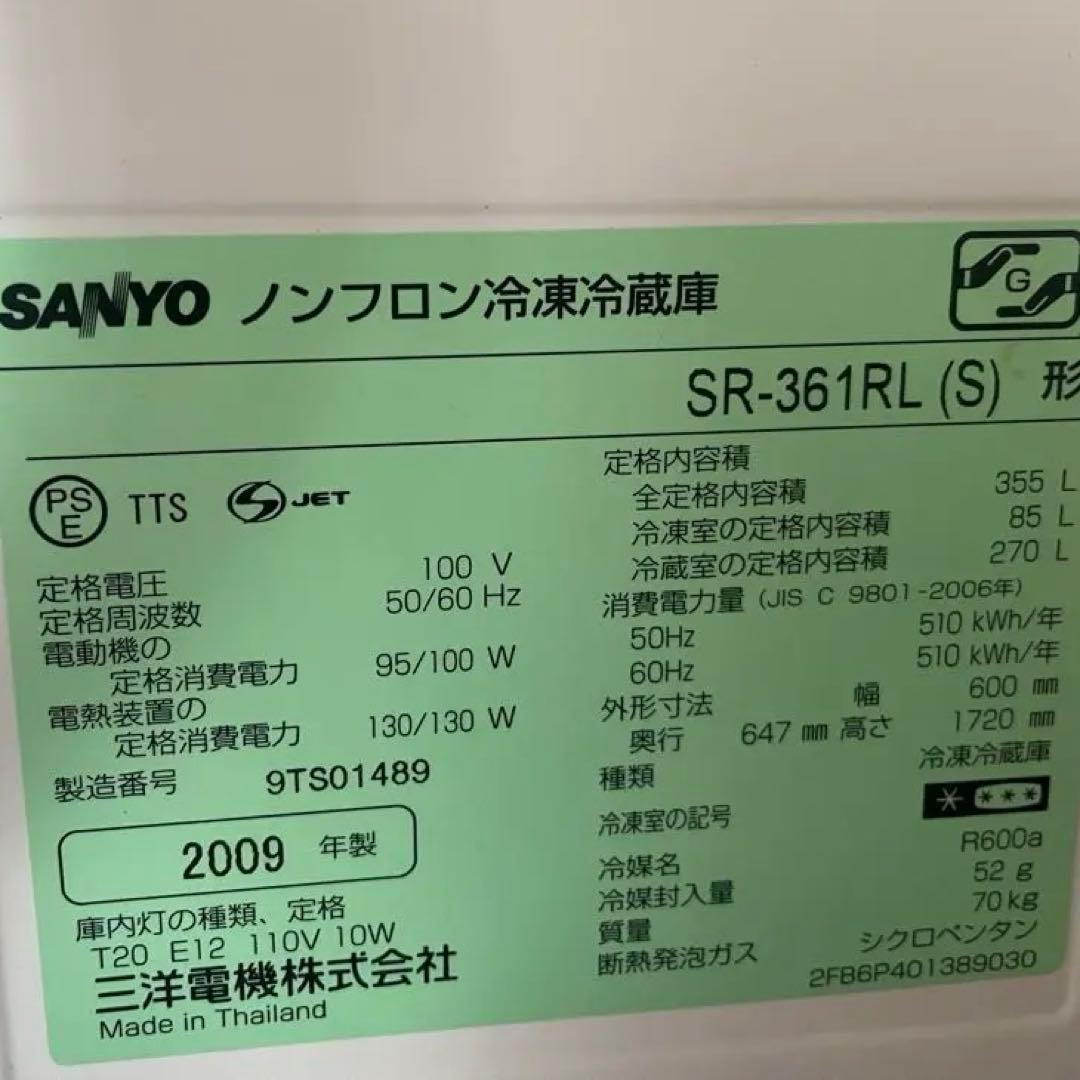 SANYO ノンフロン冷凍冷蔵庫
G
SR-361RL (S) 形
PS E TTS JET
定格電圧 100 V
定格周波数 50/60 Hz
電動機の
定格消費電力 95/100 W
電熱装置の
定格消費電力 130/130 W
製造番号 9TS01489
2009 年製
庫内灯の種類、定格
T20 E12 110V 10W
三洋電機株式会社
Made in Thailand
定格内容積
全定格内容積 355 L
冷凍室の定格内容積 85 L
冷蔵室の定格内容積 270 L
消費電力量 (JIS C 9801-2006年)
50Hz 510 kWh/年
60Hz 510 kWh/年
外形寸法 幅 600 mm
奥行 647 mm 高さ 1720 mm
種類 冷凍冷蔵庫
冷凍室の記号 * ***
冷媒名 R600a
冷媒封入量 52 g
質量 70 kg
断熱発泡ガス シクロペンタン
2FB6P401389030